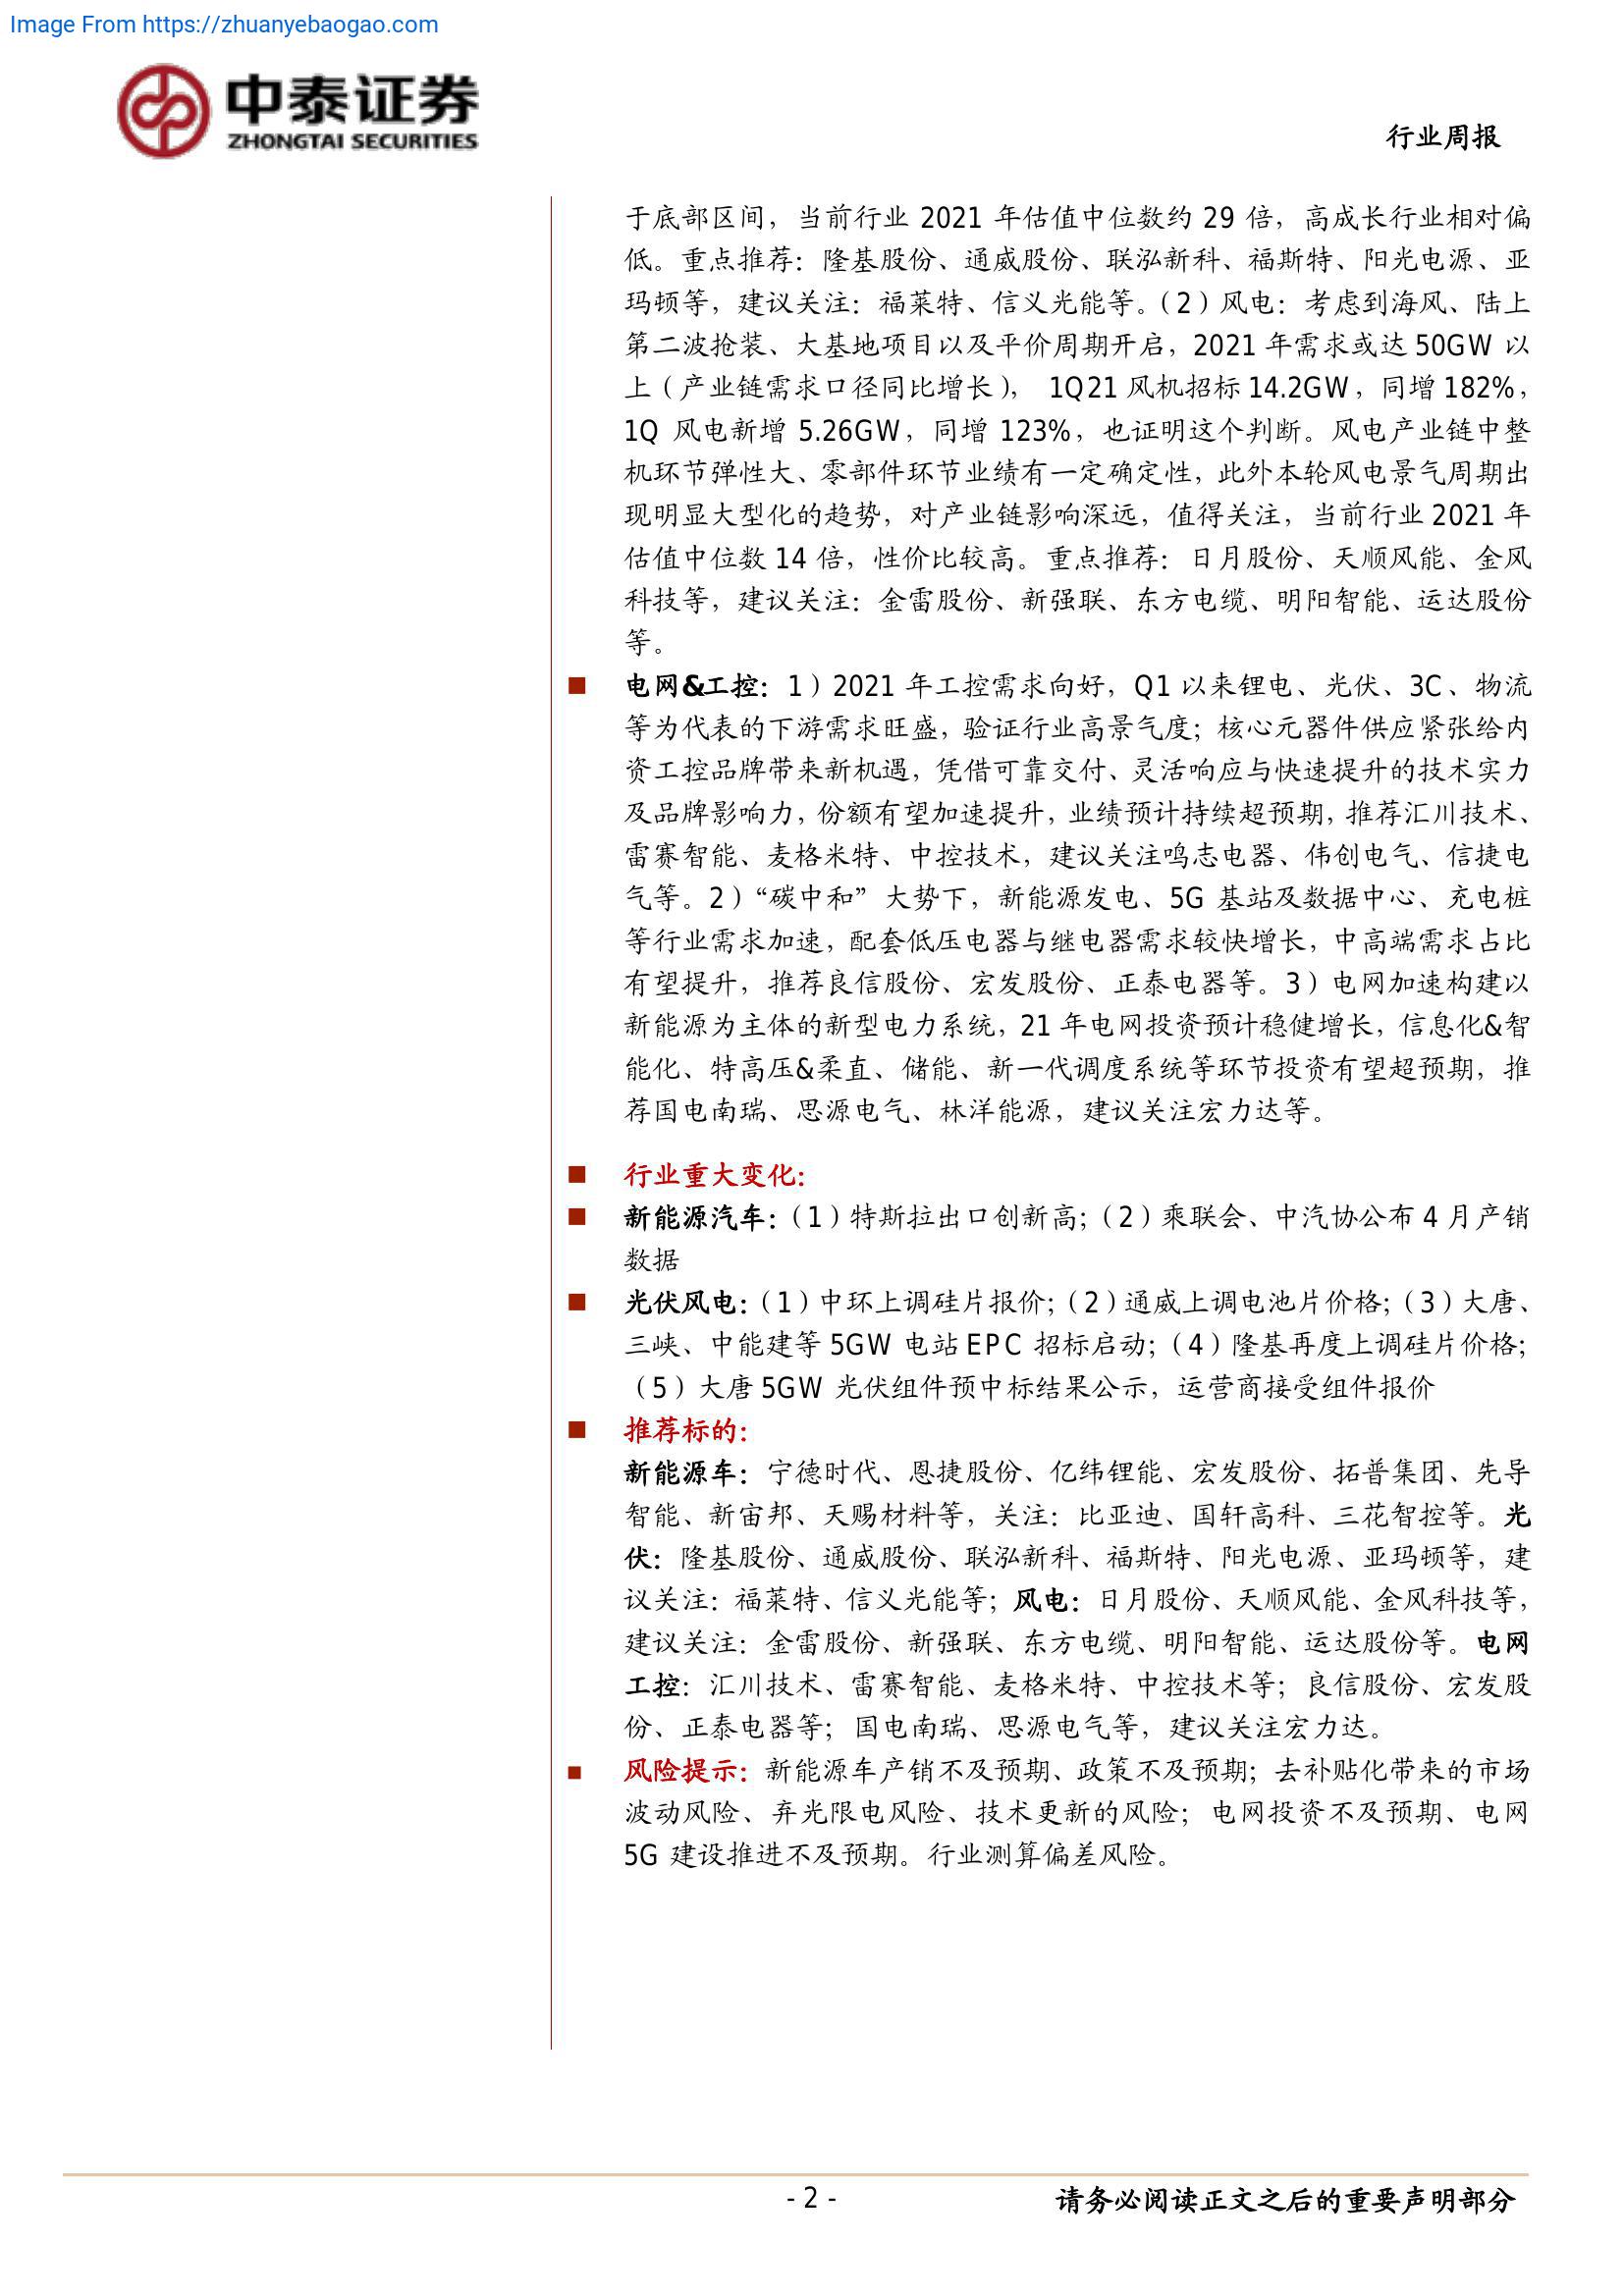 Image From https://zhuanyebaogao.com
中泰证券
ZHONGTAI SECURITIES
行业周报
于底部区间，当前行业 2021 年估值中位数约 29 倍，高成长行业相对偏
低。重点推荐：隆基股份、通威股份、联泓新科、福斯特、阳光电源、亚
玛顿等，建议关注：福莱特、信义光能等。（2）风电：考虑到海风、陆上
第二波抢装、大基地项目以及平价周期开启，2021 年需求或达 50GW 以
上（产业链需求口径同比增长）， 1Q21 风机招标 14.2GW，同增 182%，
1Q 风电新增 5.26GW，同增 123%，也证明这个判断。风电产业链中整
机环节弹性大、零部件环节业绩有一定确定性，此外本轮风电景气周期出
现明显大型化的趋势，对产业链影响深远，值得关注，当前行业 2021 年
估值中位数 14 倍，性价比较高。重点推荐：日月股份、天顺风能、金风
科技等，建议关注：金雷股份、新强联、东方电缆、明阳智能、运达股份
等。
■ 电网&工控：1）2021 年工控需求向好，Q1 以来锂电、光伏、3C、物流
等为代表的下游需求旺盛，验证行业高景气度；核心元器件供应紧张给内
资工控品牌带来新机遇，凭借可靠交付、灵活响应与快速提升的技术实力
及品牌影响力，份额有望加速提升，业绩预计持续超预期，推荐汇川技术、
雷赛智能、麦格米特、中控技术，建议关注鸣志电器、伟创电气、信捷电
气等。2）“碳中和”大势下，新能源发电、5G 基站及数据中心、充电桩
等行业需求加速，配套低压电器与继电器需求较快增长，中高端需求占比
有望提升，推荐良信股份、宏发股份、正泰电器等。3）电网加速构建以
新能源为主体的新型电力系统，21 年电网投资预计稳健增长，信息化&智
能化、特高压&柔直、储能、新一代调度系统等环节投资有望超预期，推
荐国电南瑞、思源电气、林洋能源，建议关注宏力达等。
■ 行业重大变化：
■ 新能源汽车：（1）特斯拉出口创新高；（2）乘联会、中汽协公布 4 月产销
数据
■ 光伏风电：（1）中环上调硅片报价；（2）通威上调电池片价格；（3）大唐、
三峡、中能建等 5GW 电站 EPC 招标启动；（4）隆基再度上调硅片价格；
（5）大唐 5GW 光伏组件预中标结果公示，运营商接受组件报价
■ 推荐标的：
新能源车：宁德时代、恩捷股份、亿纬锂能、宏发股份、拓普集团、先导
智能、新宙邦、天赐材料等，关注：比亚迪、国轩高科、三花智控等。光
伏：隆基股份、通威股份、联泓新科、福斯特、阳光电源、亚玛顿等，建
议关注：福莱特、信义光能等；风电：日月股份、天顺风能、金风科技等，
建议关注：金雷股份、新强联、东方电缆、明阳智能、运达股份等。电网
工控：汇川技术、雷赛智能、麦格米特、中控技术等；良信股份、宏发股
份、正泰电器等；国电南瑞、思源电气等，建议关注宏力达。
■ 风险提示：新能源车产销不及预期、政策不及预期；去补贴化带来的市场
波动风险、弃光限电风险、技术更新的风险；电网投资不及预期、电网
5G 建设推进不及预期。行业测算偏差风险。
- 2 -
请务必阅读正文之后的重要声明部分